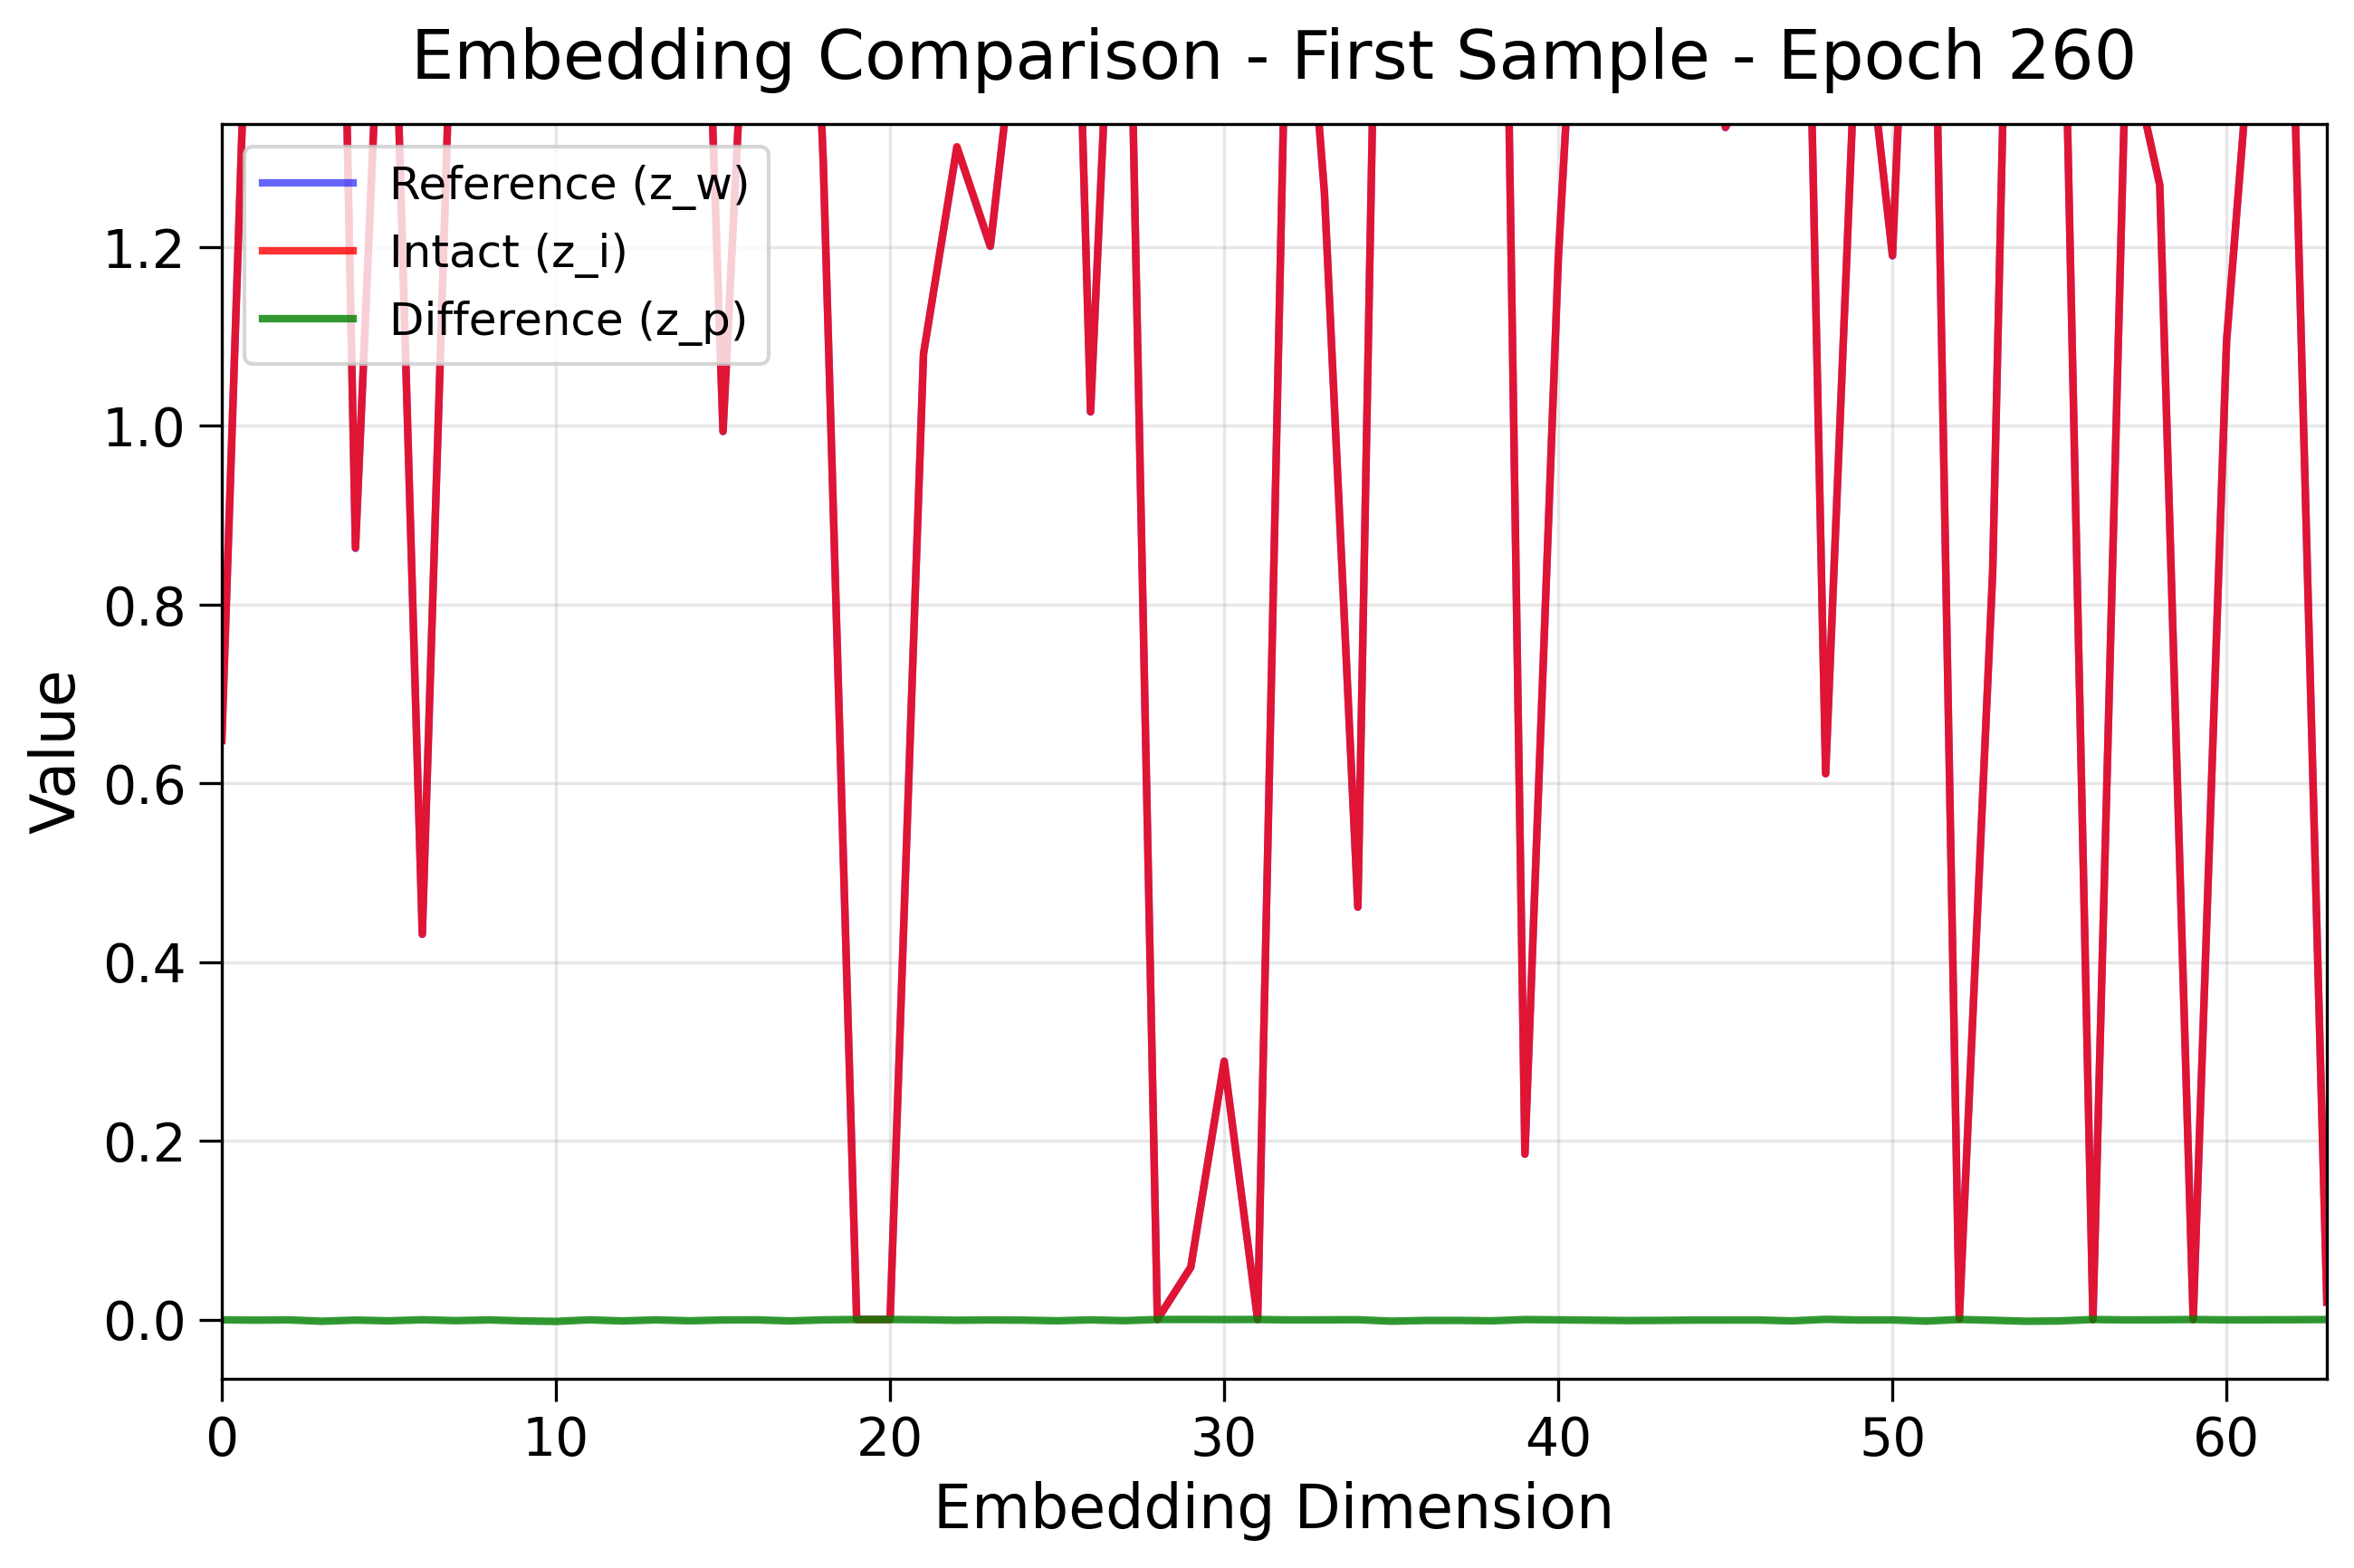 Embedding Comparison - First Sample - Epoch 260
Reference (z_w)
Intact (z_i)
Difference (z_p)
1.2
1.0
0.8
0.6
0.4
0.2
0.0
Value
0 10 20 30 40 50 60
Embedding Dimension